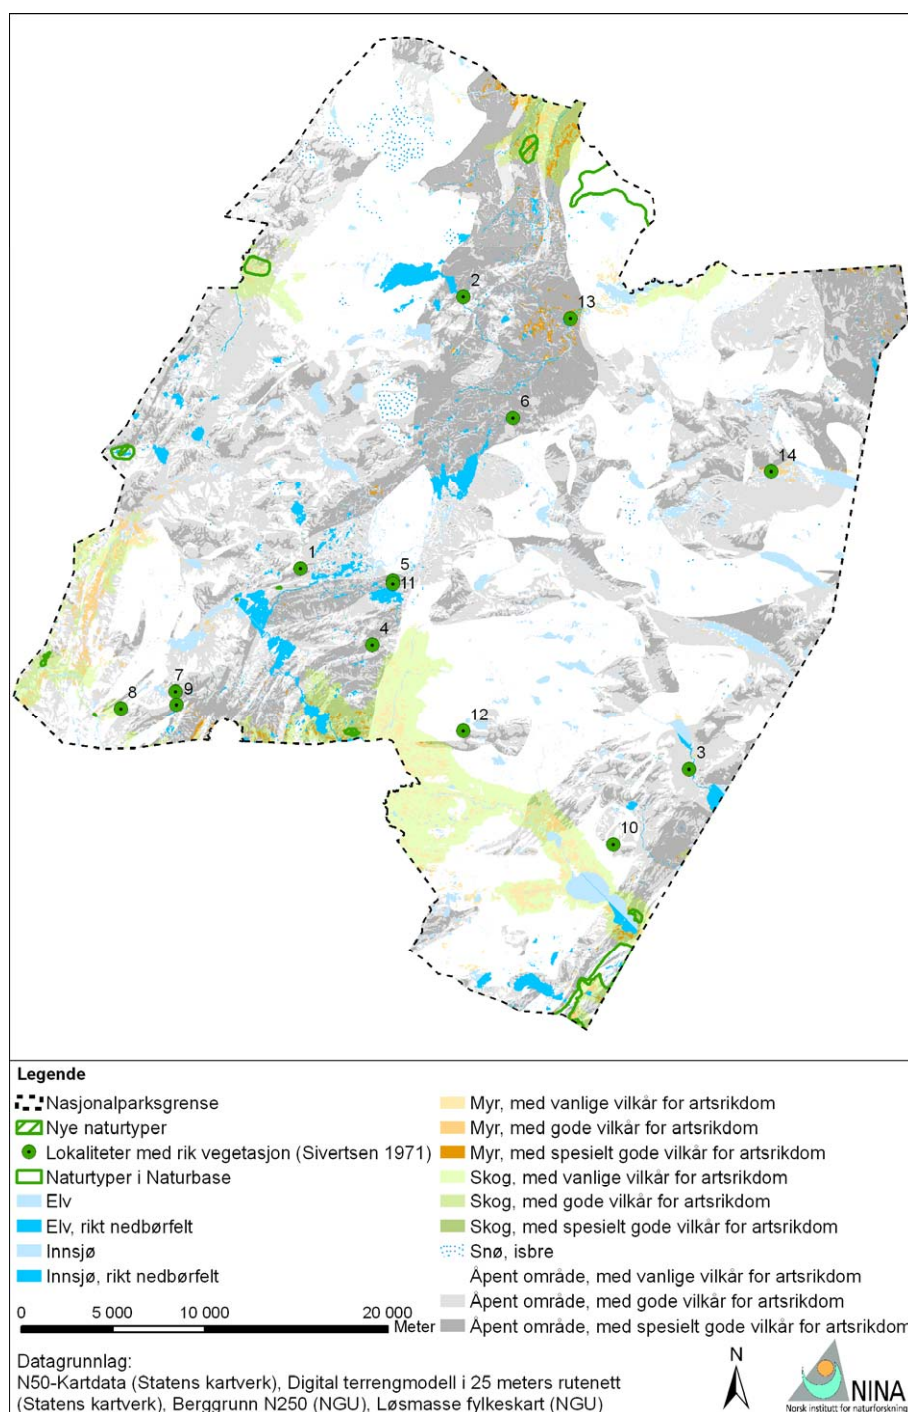 2
13
6
14
1
5
11
4
7
8
9
12
3
10
Legende
Nasjonalparksgrense
Nye naturtyper
Lokaliteter med rik vegetasjon (Sivertsen 1971)
Naturtyper i Naturbase
Elv
Elv, rikt nedbørfelt
Innsjø
Innsjø, rikt nedbørfelt
Myr, med vanlige vilkår for artsrikdom
Myr, med gode vilkår for artsrikdom
Myr, med spesielt gode vilkår for artsrikdom
Skog, med vanlige vilkår for artsrikdom
Skog, med gode vilkår for artsrikdom
Skog, med spesielt gode vilkår for artsrikdom
Snø, isbre
Åpent område, med vanlige vilkår for artsrikdom
Åpent område, med gode vilkår for artsrikdom
Åpent område, med spesielt gode vilkår for artsrikdom
0 5 000 10 000 20 000
Meter
Datagrunnlag:
N50-Kartdata (Statens kartverk), Digital terrengmodell i 25 meters rutenett
(Statens kartverk), Berggrunn N250 (NGU), Løsmasse fylkeskart (NGU)
N
NINA
Norsk institutt for naturforskning